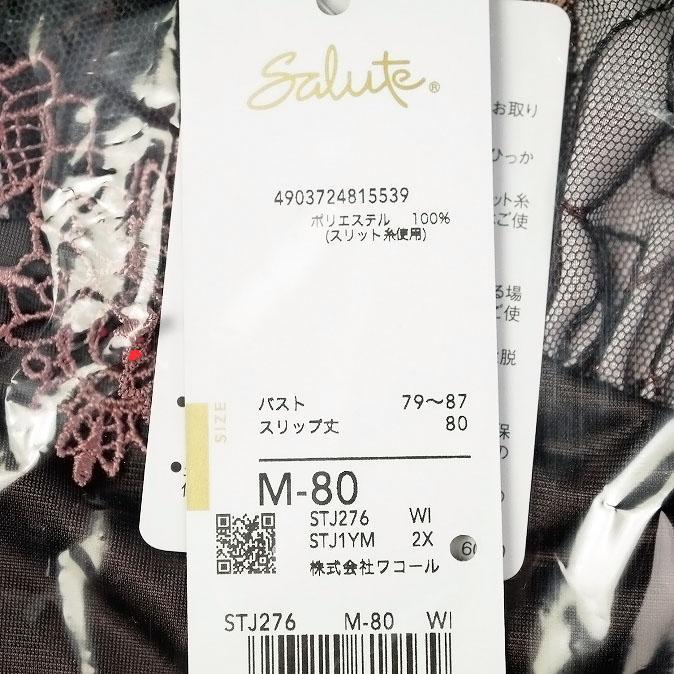 Salute®
4903724815539
ポリエステル 100%
(スリット糸使用)
SIZE
バスト 79〜87
スリップ丈 80
M-80
STJ276 WI
STJ1YM 2X
株式会社ワコール
STJ276 M-80 WI
お取り
ひっか
ット糸
ご使
る場
ご使
脱
保
の